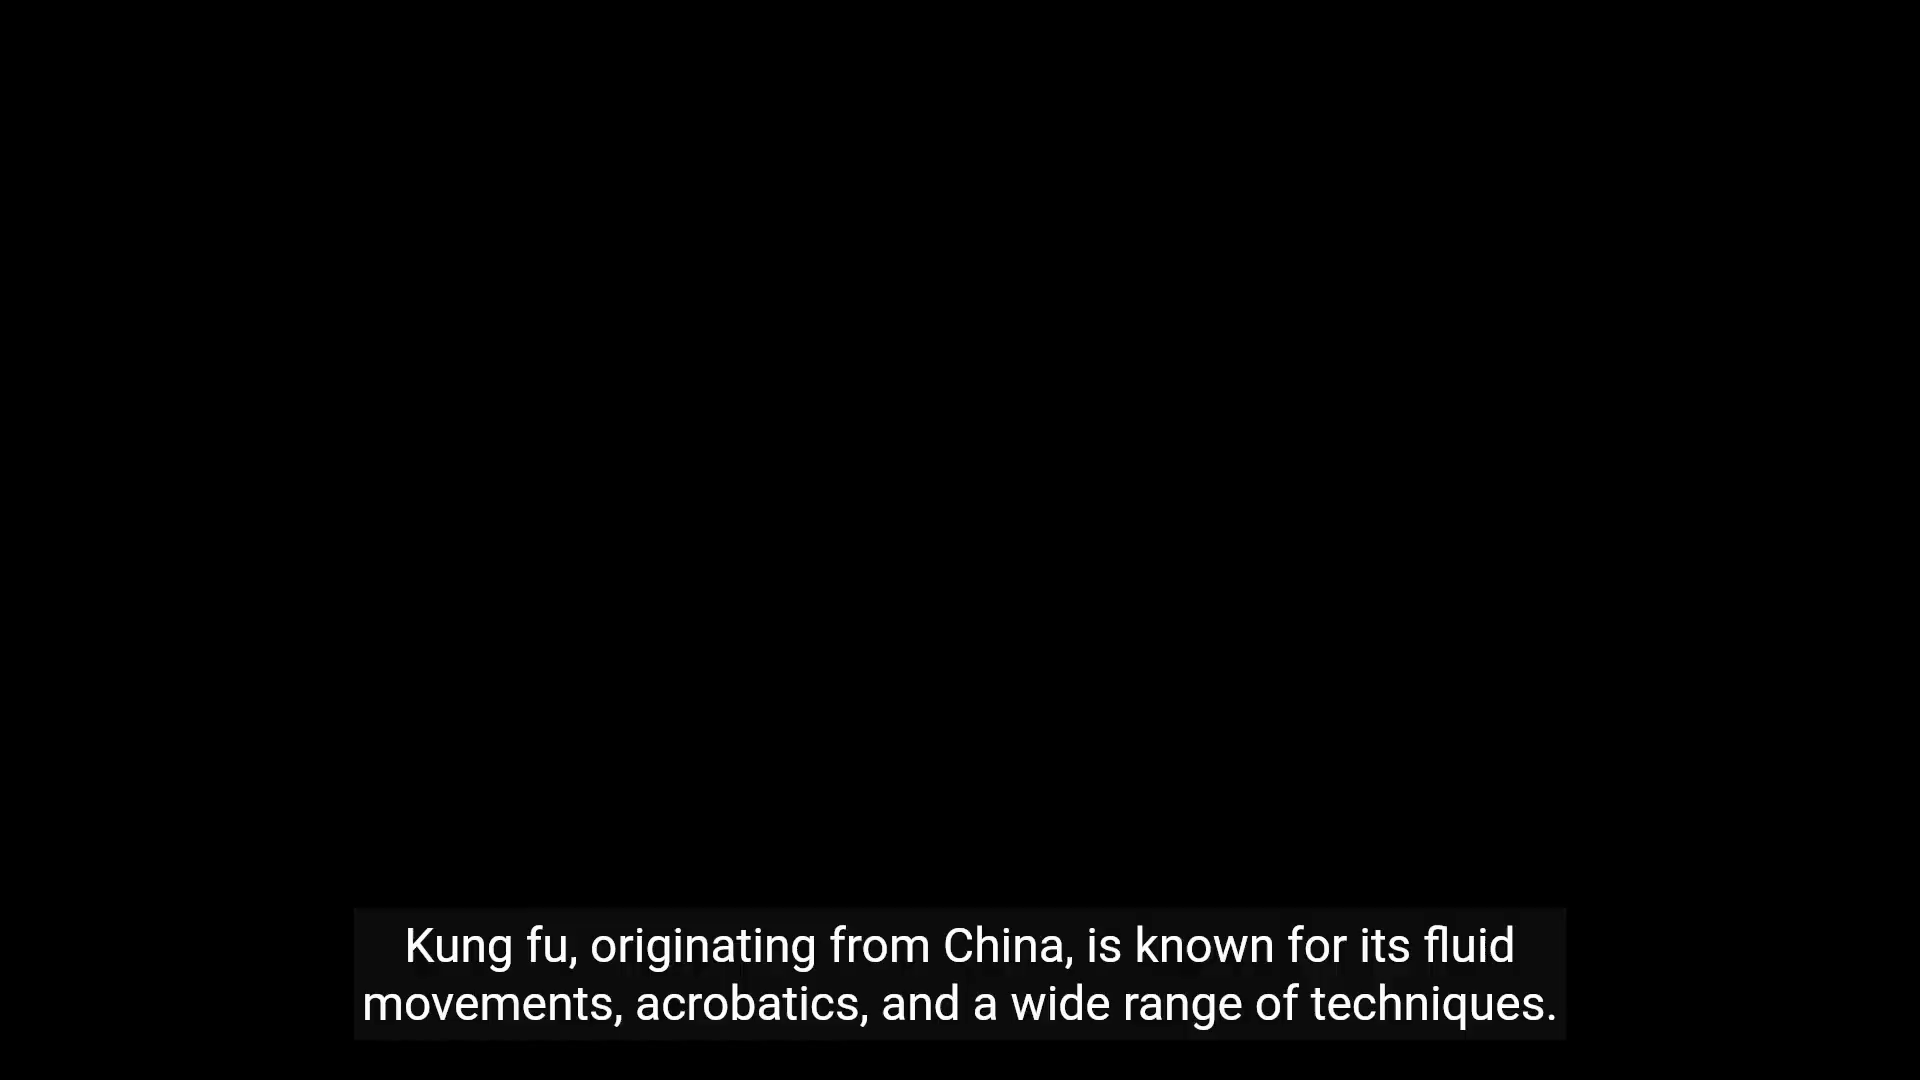 Kung fu, originating from China, is known for its fluid
movements, acrobatics, and a wide range of techniques.